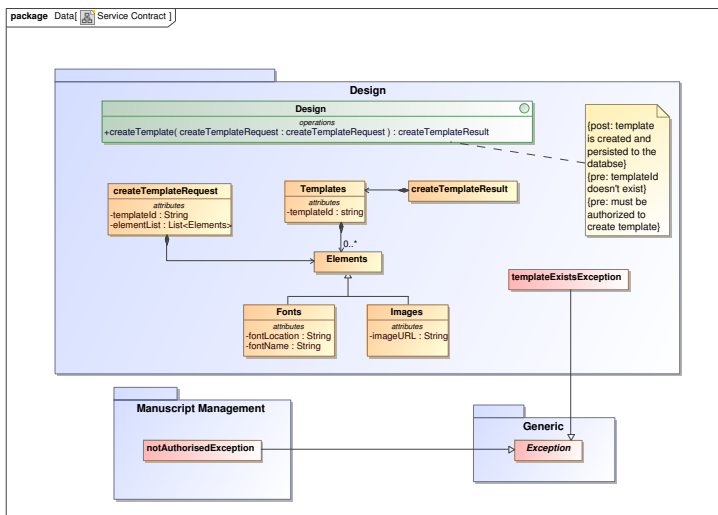 package Data[ Service Contract ]
Design
Design
operations
+createTemplate( createTemplateRequest : createTemplateRequest ) : createTemplateResult
{post: template
is created and
persisted to the
databse}
{pre: templateId
doesn't exist}
{pre: must be
authorized to
create template}
createTemplateRequest
attributes
-templateId : String
-elementList : List<Elements>
Templates
attributes
-templateId : string
createTemplateResult
0..*
Elements
templateExistsException
Fonts
attributes
-fontLocation : String
-fontName : String
Images
attributes
-imageURL : String
Manuscript Management
notAuthorisedException
Generic
Exception